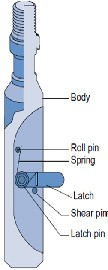 Body
Roll pin
Spring
Latch
Shear pin
Latch pin